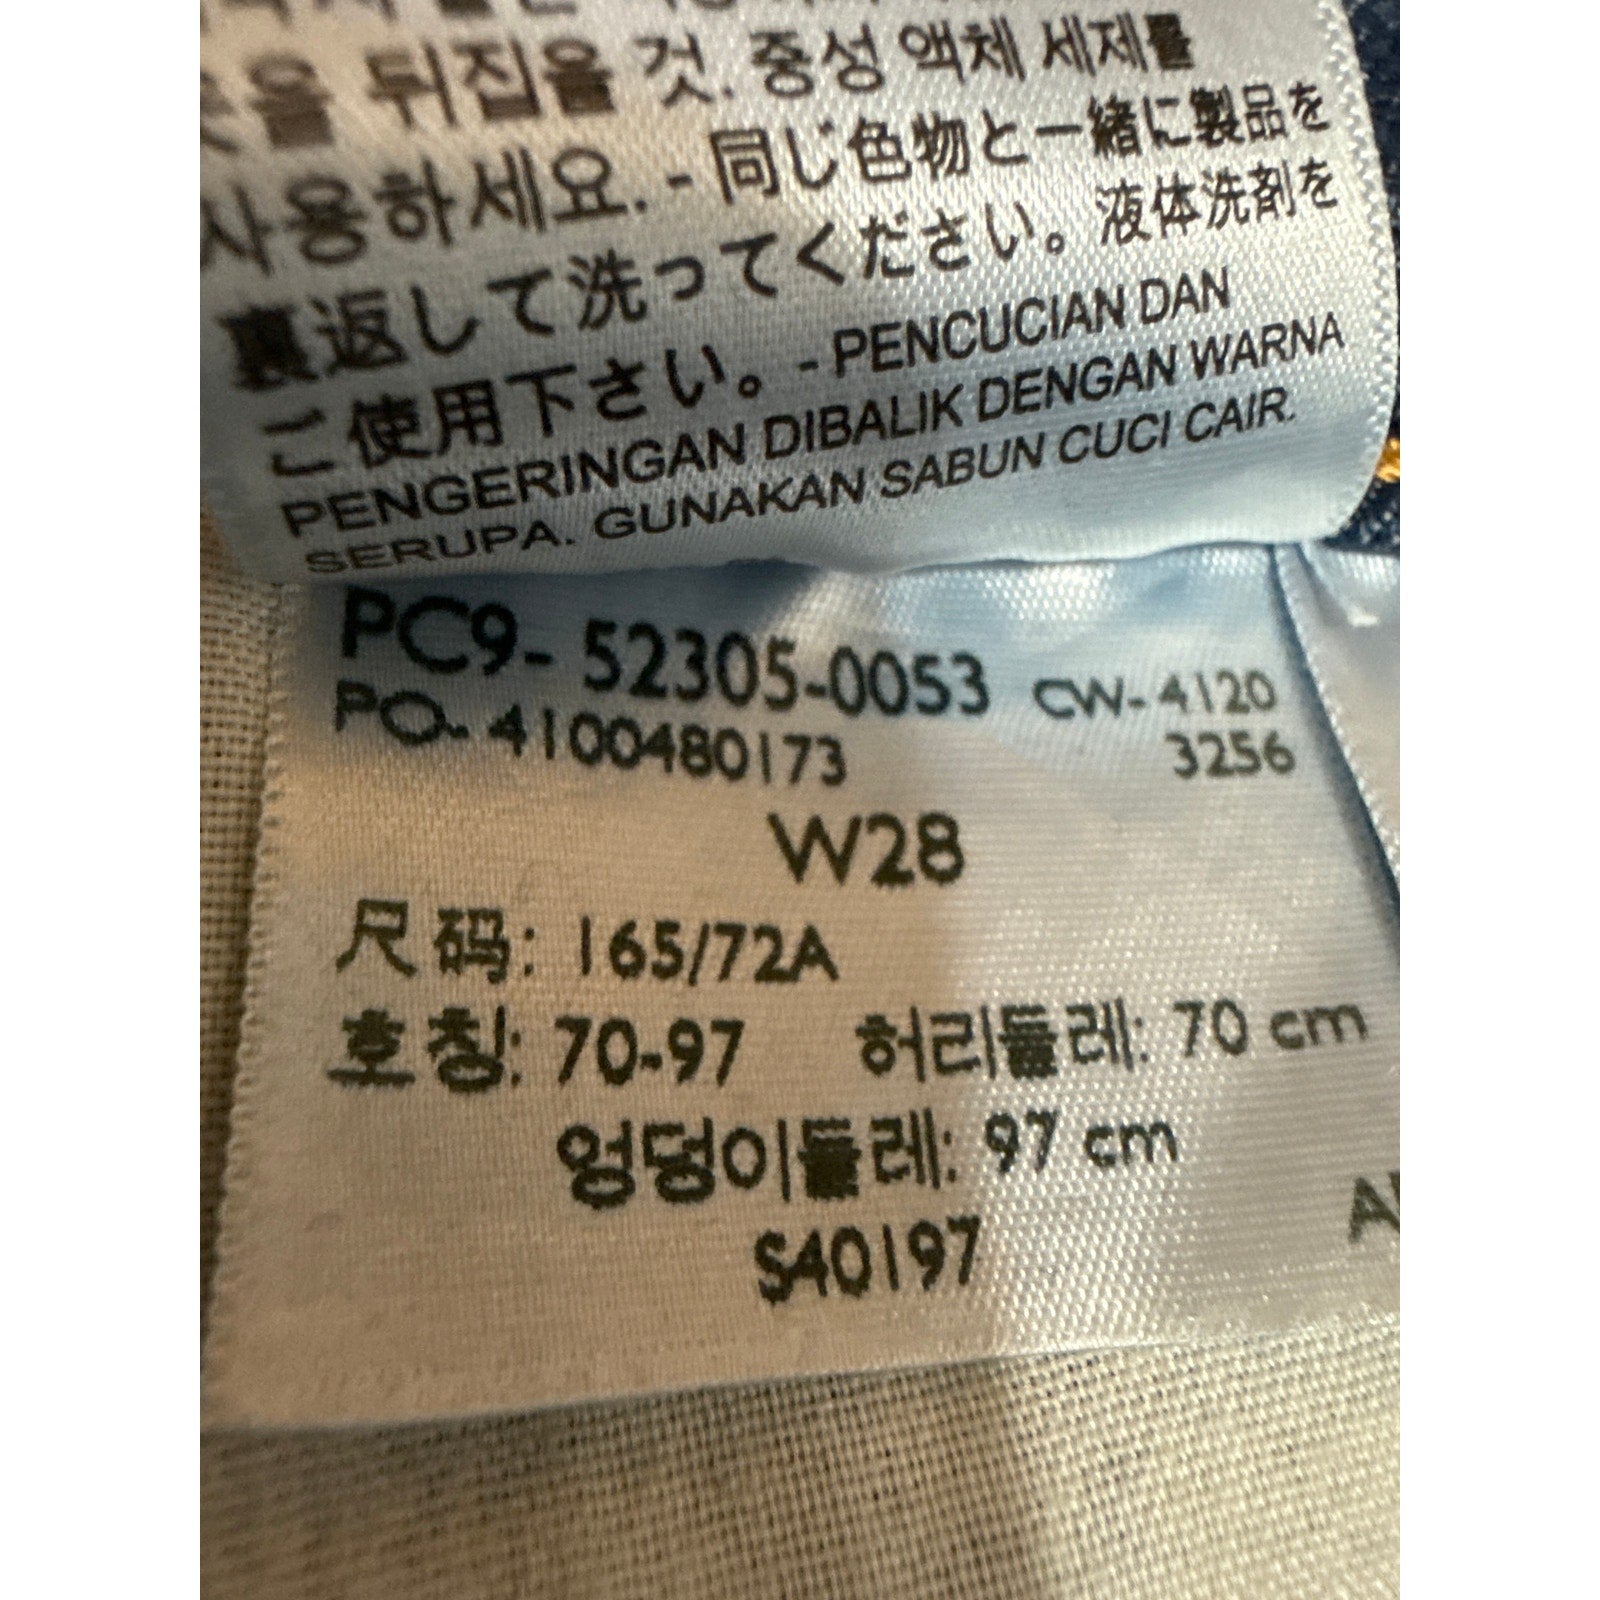 을 뒤집을 것. 중성 액체 세제를
사용하세요. - 同じ色物と一緒に製品を
裏返して洗ってください。液体洗剤を
ご使用下さい。- PENCUCIAN DAN
PENGERINGAN DIBALIK DENGAN WARNA
SERUPA. GUNAKAN SABUN CUCI CAIR.
PC9- 52305-0053 CW- 4120
PO- 4100480173 3256
W28
尺码: 165/72A
호칭: 70-97 허리둘레: 70 cm
엉덩이둘레: 97 cm
S40197